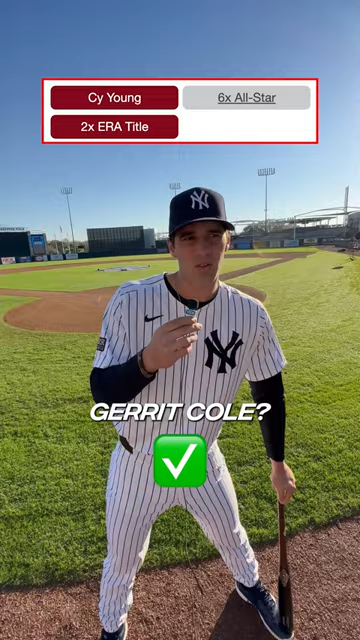 Cy Young
6x All-Star
2x ERA Title
NY
NY
GERRIT COLE?